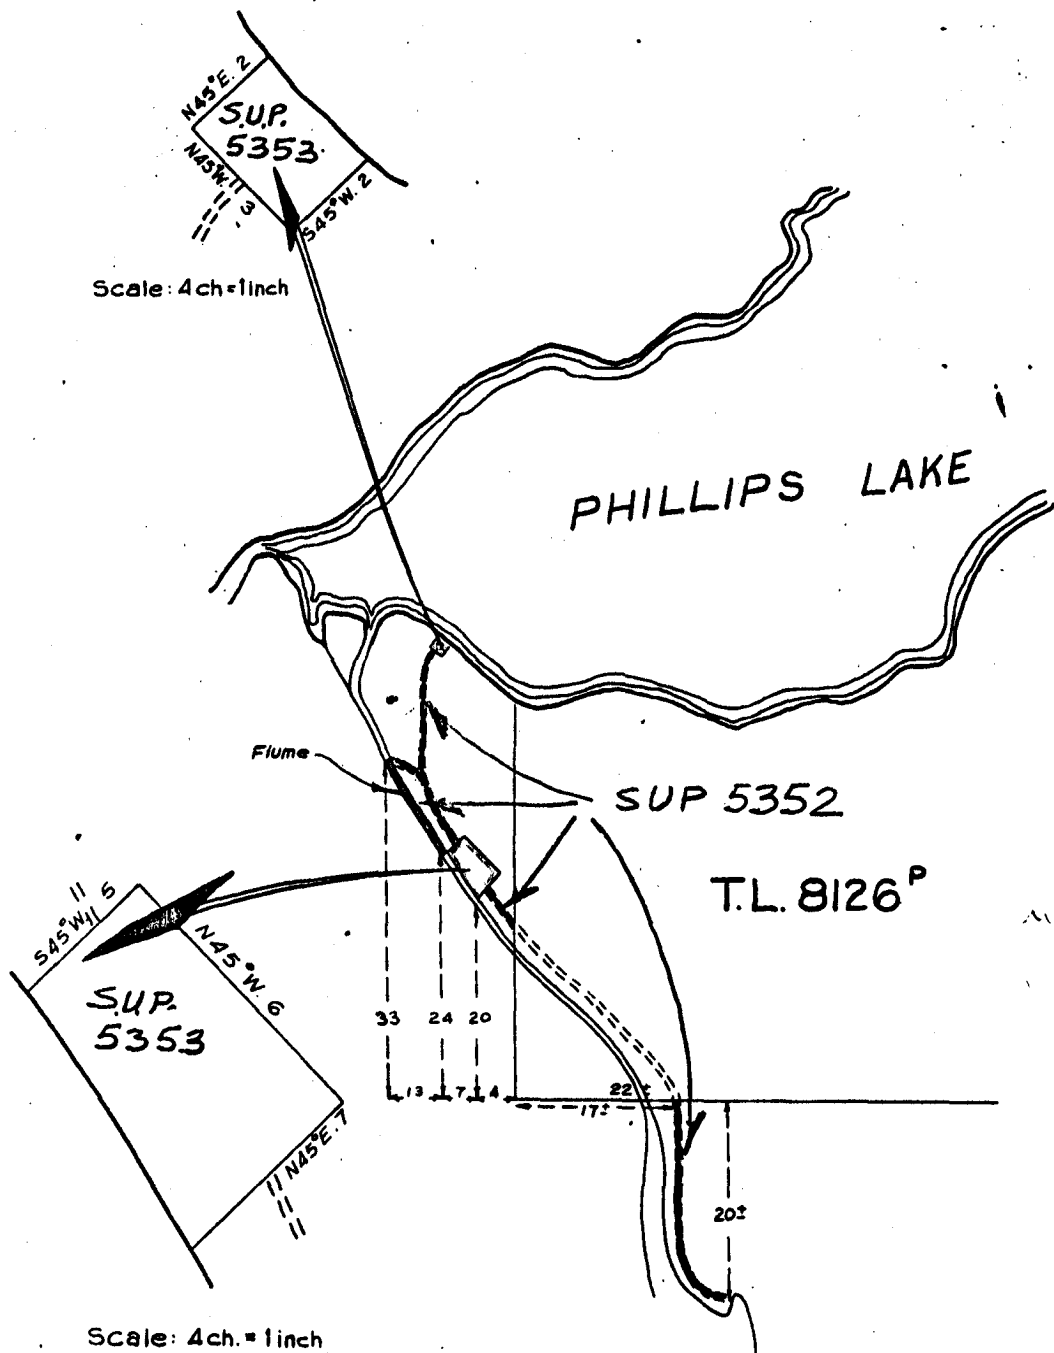 N45°E. 2
S.U.P.
5353
N45°W. 3
S45°W. 2
Scale: 4ch=1inch
PHILLIPS LAKE
Flume
SUP 5352
T.L. 8126P
S45°W. 5
N45°W. 6
S.U.P.
5353
33 24 20
13 7 4 22±
17±
N45°E. 7
20±
Scale: 4ch. = 1inch